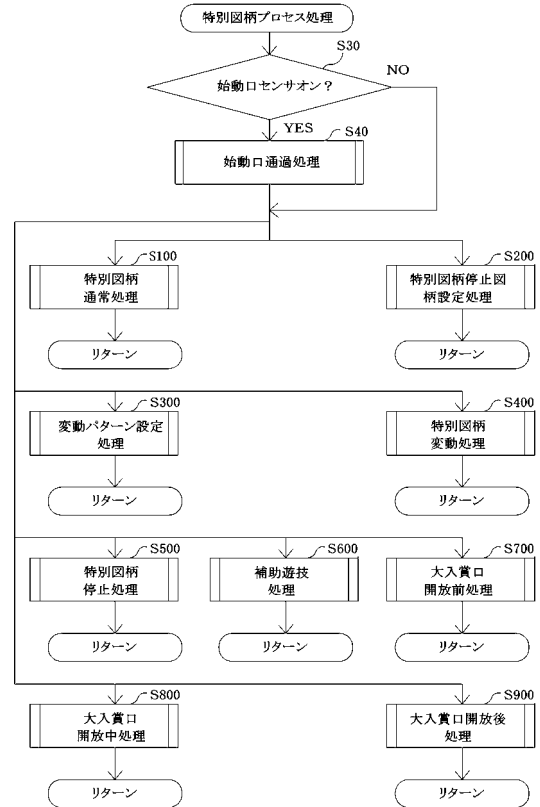 特別図柄プロセス処理
S30
始動口センサオン？
NO
YES
S40
始動口通過処理
S100
特別図柄
通常処理
S200
特別図柄停止図
柄設定処理
リターン
リターン
S300
変動パターン設定
処理
S400
特別図柄
変動処理
リターン
リターン
S500
特別図柄
停止処理
S600
補助遊技
処理
S700
大入賞口
開放前処理
リターン
リターン
リターン
S800
大入賞口
開放中処理
S900
大入賞口開放後
処理
リターン
リターン